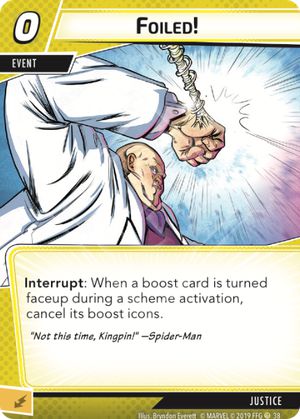 0
FOILED!
EVENT
Interrupt: When a boost card is turned
faceup during a scheme activation,
cancel its boost icons.
"Not this time, Kingpin!" —Spider-Man
JUSTICE
Illus. Bryndon Everett © MARVEL © 2019 FFG 38